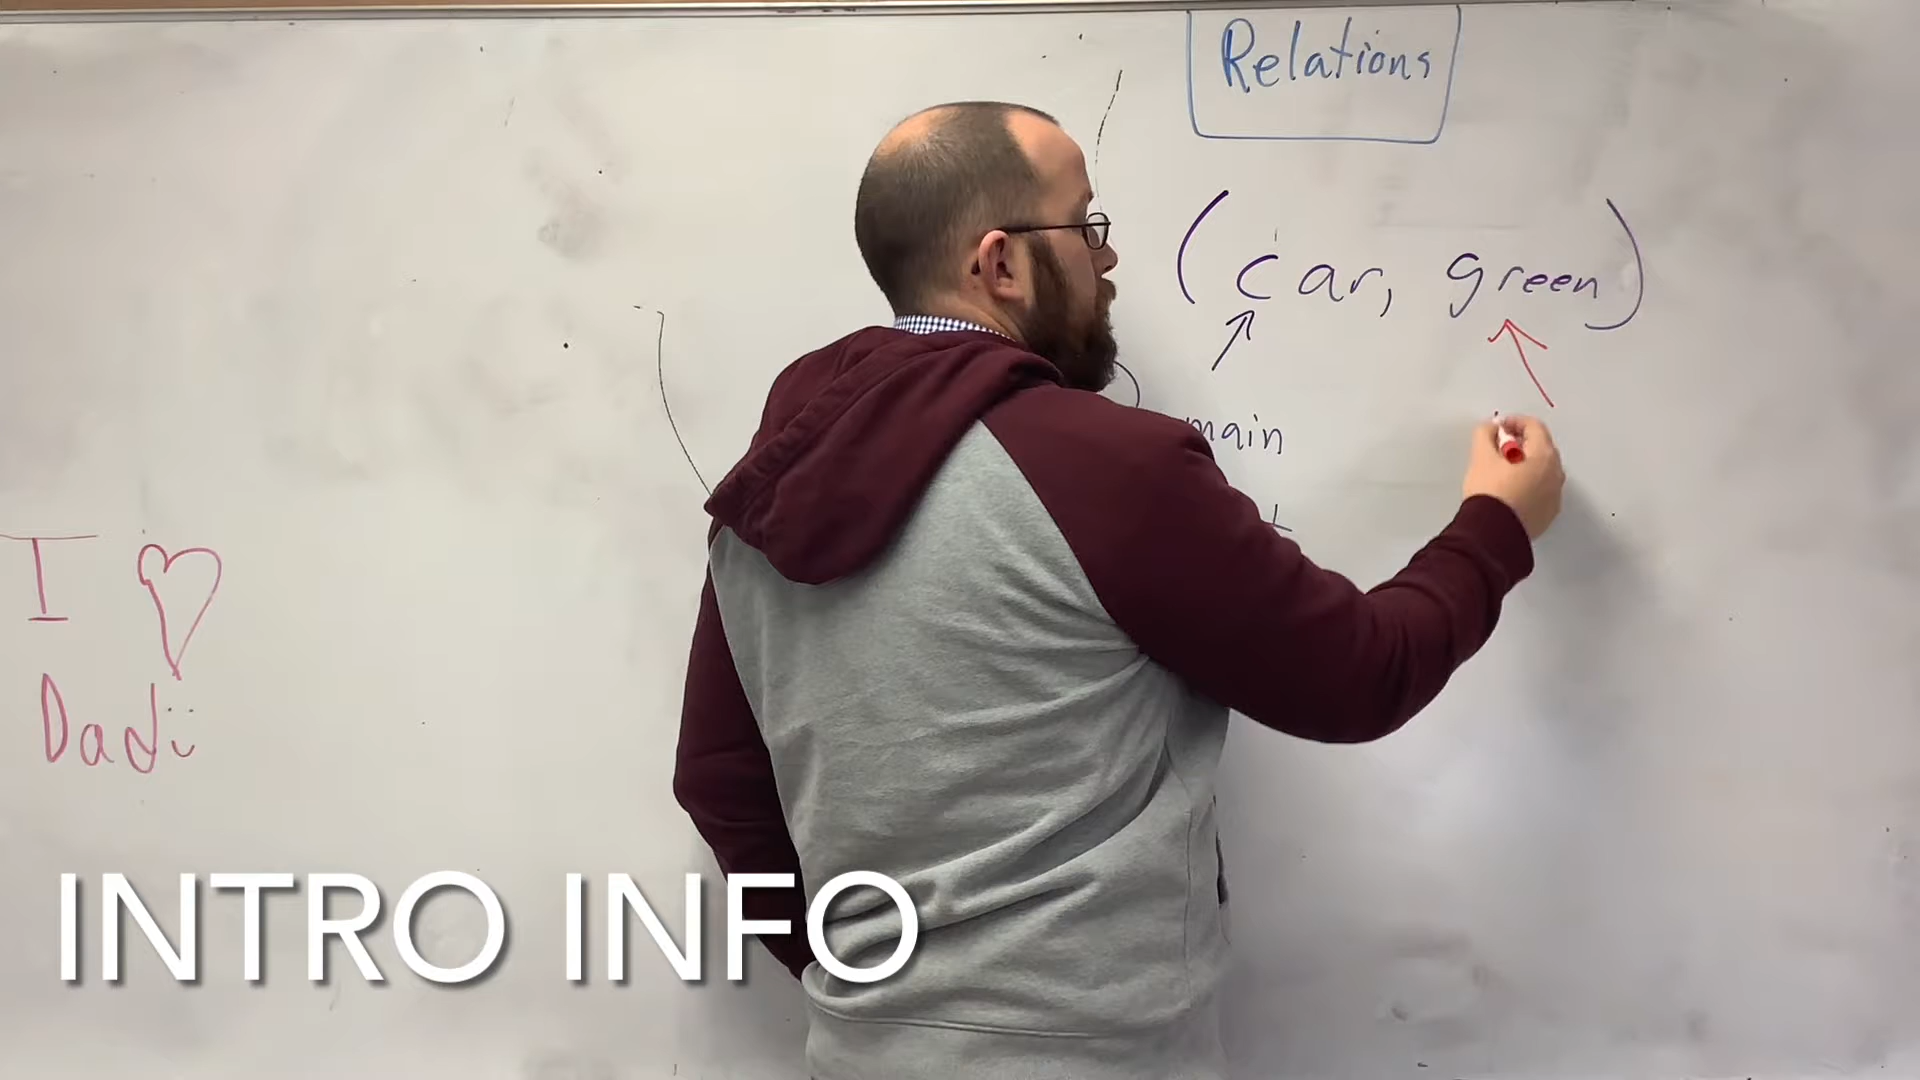 Relations
(car, green)
main
I ♡
Dad
INTRO INFO